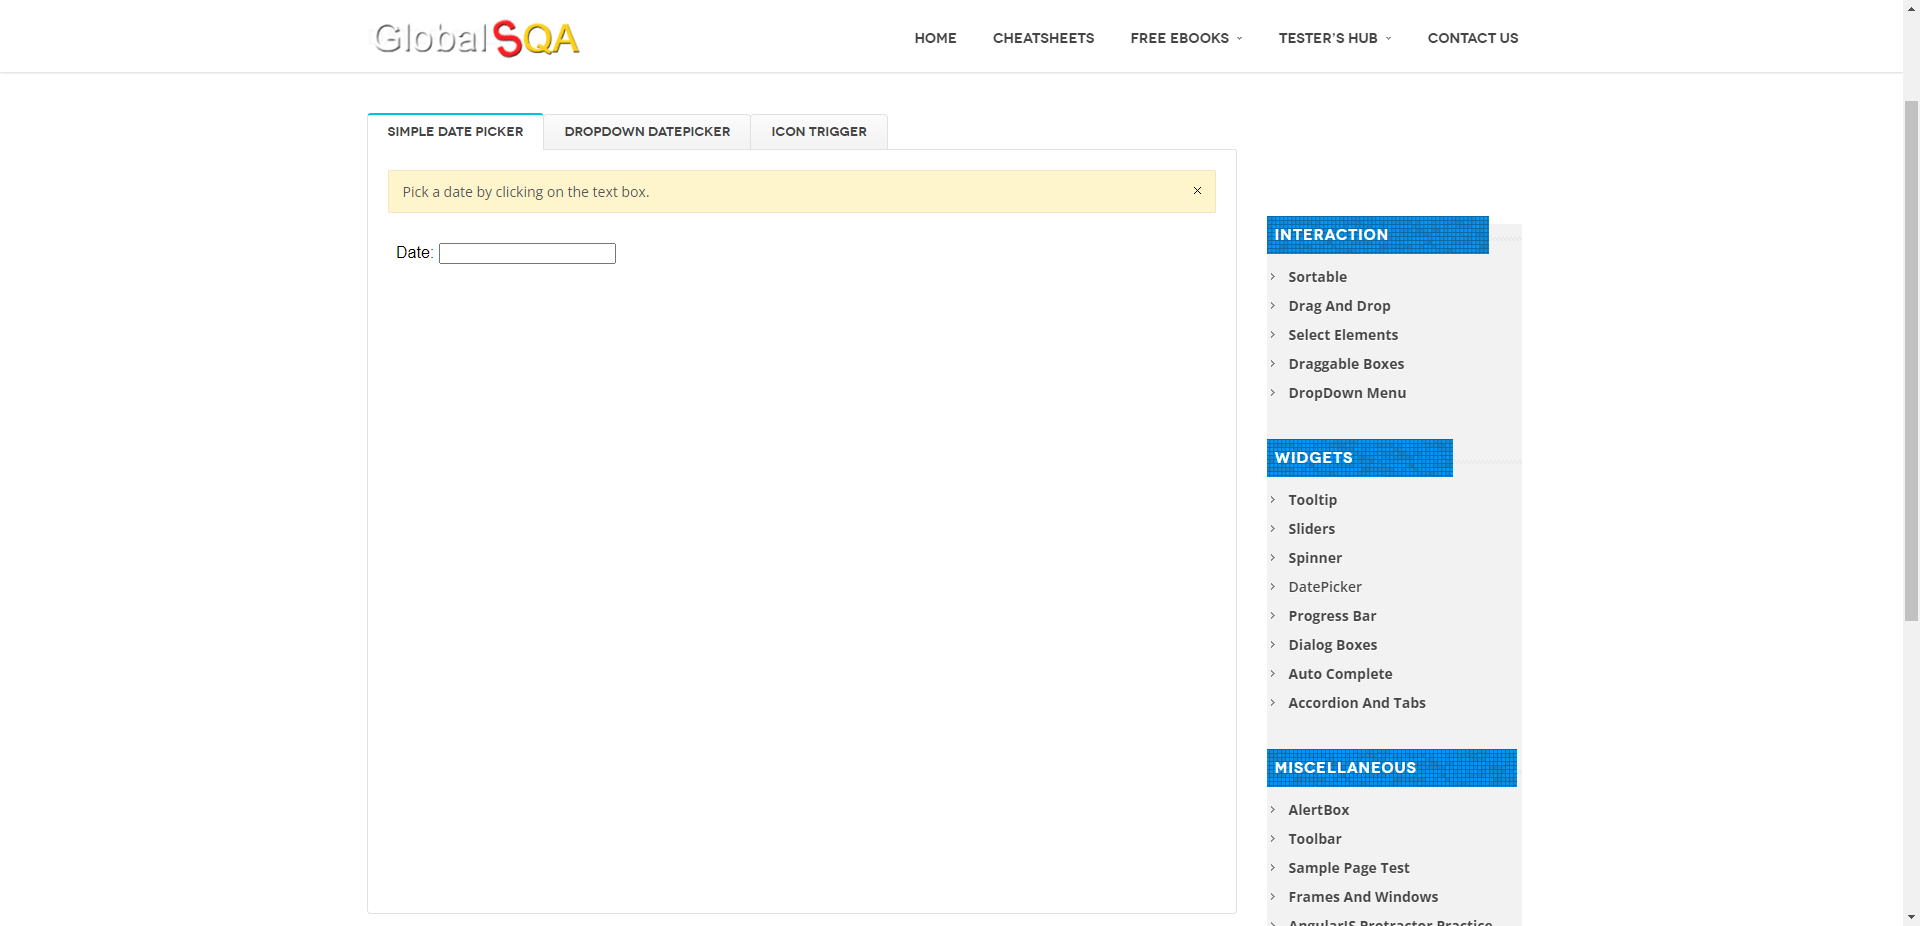 GlobalSQA
HOME CHEATSHEETS FREE EBOOKS TESTER'S HUB CONTACT US
SIMPLE DATE PICKER DROPDOWN DATEPICKER ICON TRIGGER
Pick a date by clicking on the text box.
Date:
INTERACTION
Sortable
Drag And Drop
Select Elements
Draggable Boxes
DropDown Menu
WIDGETS
Tooltip
Sliders
Spinner
DatePicker
Progress Bar
Dialog Boxes
Auto Complete
Accordion And Tabs
MISCELLANEOUS
AlertBox
Toolbar
Sample Page Test
Frames And Windows
AngularJS Protractor Practice